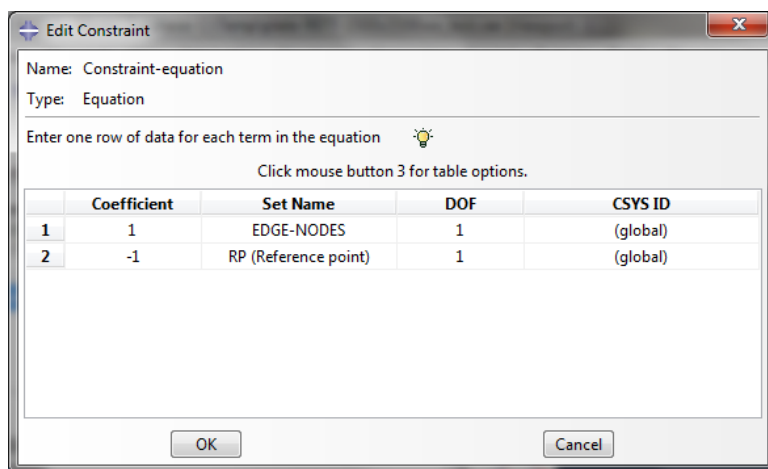 Edit Constraint
Name: Constraint-equation
Type: Equation
Enter one row of data for each term in the equation
Click mouse button 3 for table options.
Coefficient Set Name DOF CSYS ID
1 1 EDGE-NODES 1 (global)
2 -1 RP (Reference point) 1 (global)
OK Cancel